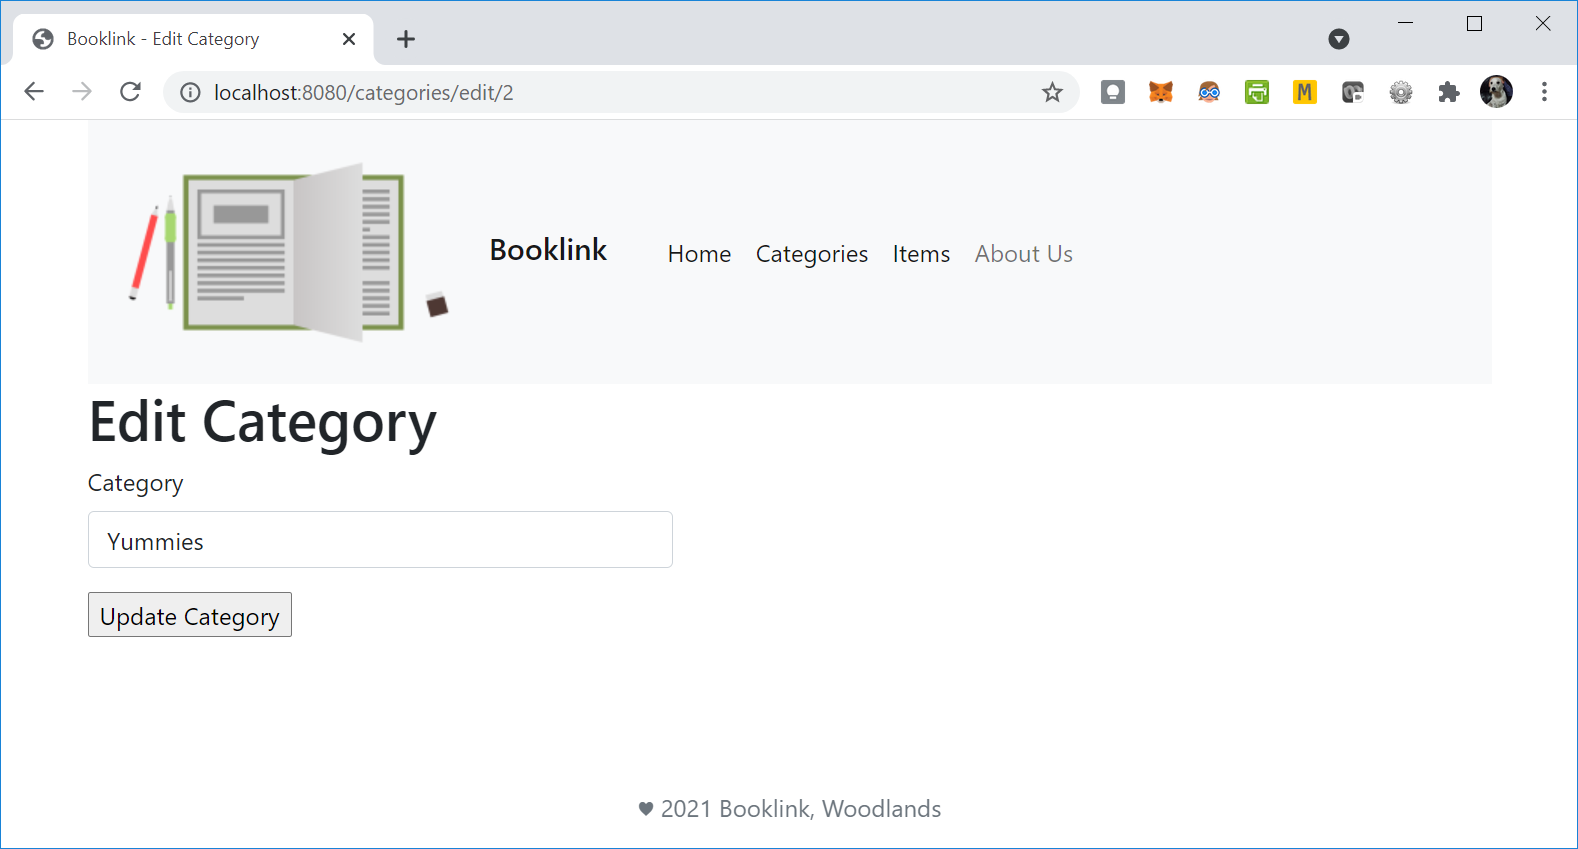 Booklink - Edit Category
localhost:8080/categories/edit/2
M
Booklink Home Categories Items About Us
Edit Category
Category
Yummies
Update Category
♥ 2021 Booklink, Woodlands